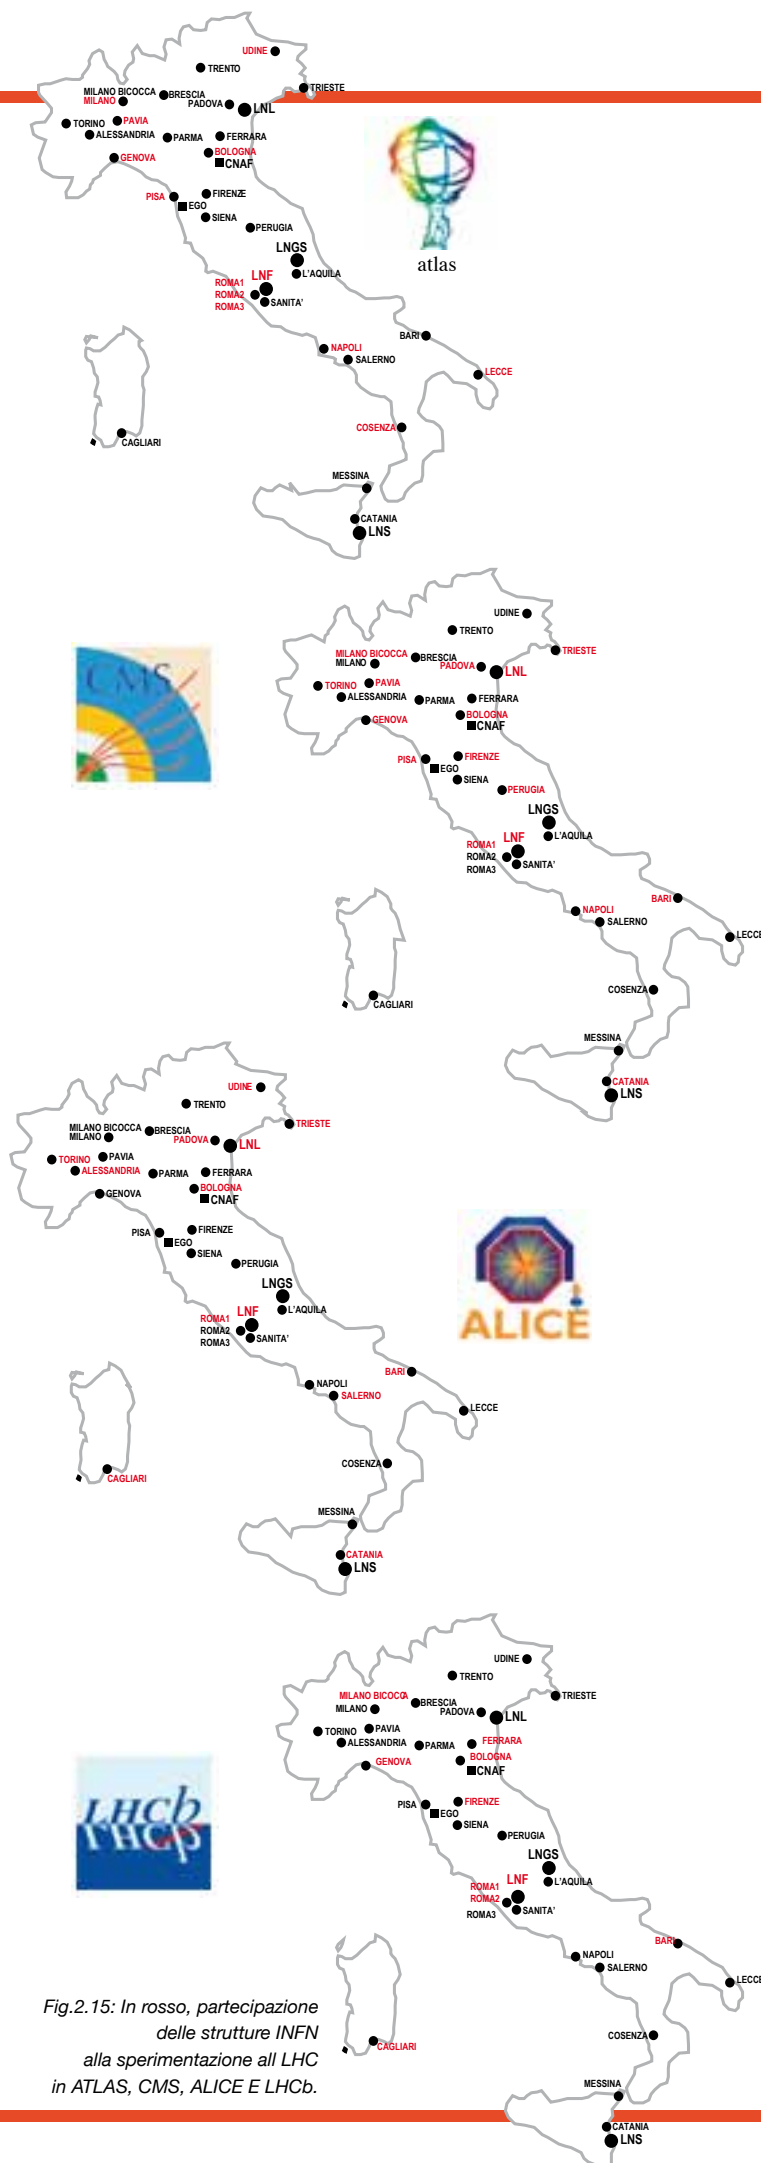 UDINE
TRENTO
MILANO BICOCCA
BRESCIA
TRIESTE
MILANO
PADOVA
LNL
TORINO
PAVIA
ALESSANDRIA
PARMA
FERRARA
GENOVA
BOLOGNA
CNAF
PISA
FIRENZE
EGO
SIENA
PERUGIA
LNGS
LNF
L'AQUILA
ROMA1
ROMA2
SANITA'
ROMA3
BARI
NAPOLI
SALERNO
LECCE
COSENZA
CAGLIARI
MESSINA
CATANIA
LNS
atlas
CMS
UDINE
TRENTO
MILANO BICOCCA
BRESCIA
TRIESTE
MILANO
PADOVA
LNL
TORINO
PAVIA
ALESSANDRIA
PARMA
FERRARA
GENOVA
BOLOGNA
CNAF
PISA
FIRENZE
EGO
SIENA
PERUGIA
LNGS
LNF
L'AQUILA
ROMA1
ROMA2
SANITA'
ROMA3
BARI
NAPOLI
SALERNO
LECCE
COSENZA
CAGLIARI
MESSINA
CATANIA
LNS
UDINE
TRENTO
MILANO BICOCCA
BRESCIA
TRIESTE
MILANO
PADOVA
LNL
TORINO
PAVIA
ALESSANDRIA
PARMA
FERRARA
GENOVA
BOLOGNA
CNAF
PISA
FIRENZE
EGO
SIENA
PERUGIA
LNGS
LNF
L'AQUILA
ROMA1
ROMA2
SANITA'
ROMA3
BARI
NAPOLI
SALERNO
LECCE
COSENZA
CAGLIARI
MESSINA
CATANIA
LNS
ALICE
UDINE
TRENTO
MILANO BICOCCA
BRESCIA
TRIESTE
MILANO
PADOVA
LNL
TORINO
PAVIA
ALESSANDRIA
PARMA
FERRARA
GENOVA
BOLOGNA
CNAF
PISA
FIRENZE
EGO
SIENA
PERUGIA
LNGS
LNF
L'AQUILA
ROMA1
ROMA2
SANITA'
ROMA3
BARI
NAPOLI
SALERNO
LECCE
COSENZA
CAGLIARI
MESSINA
CATANIA
LNS
LHCb
LHCb
Fig.2.15: In rosso, partecipazione
delle strutture INFN
alla sperimentazione all LHC
in ATLAS, CMS, ALICE E LHCb.